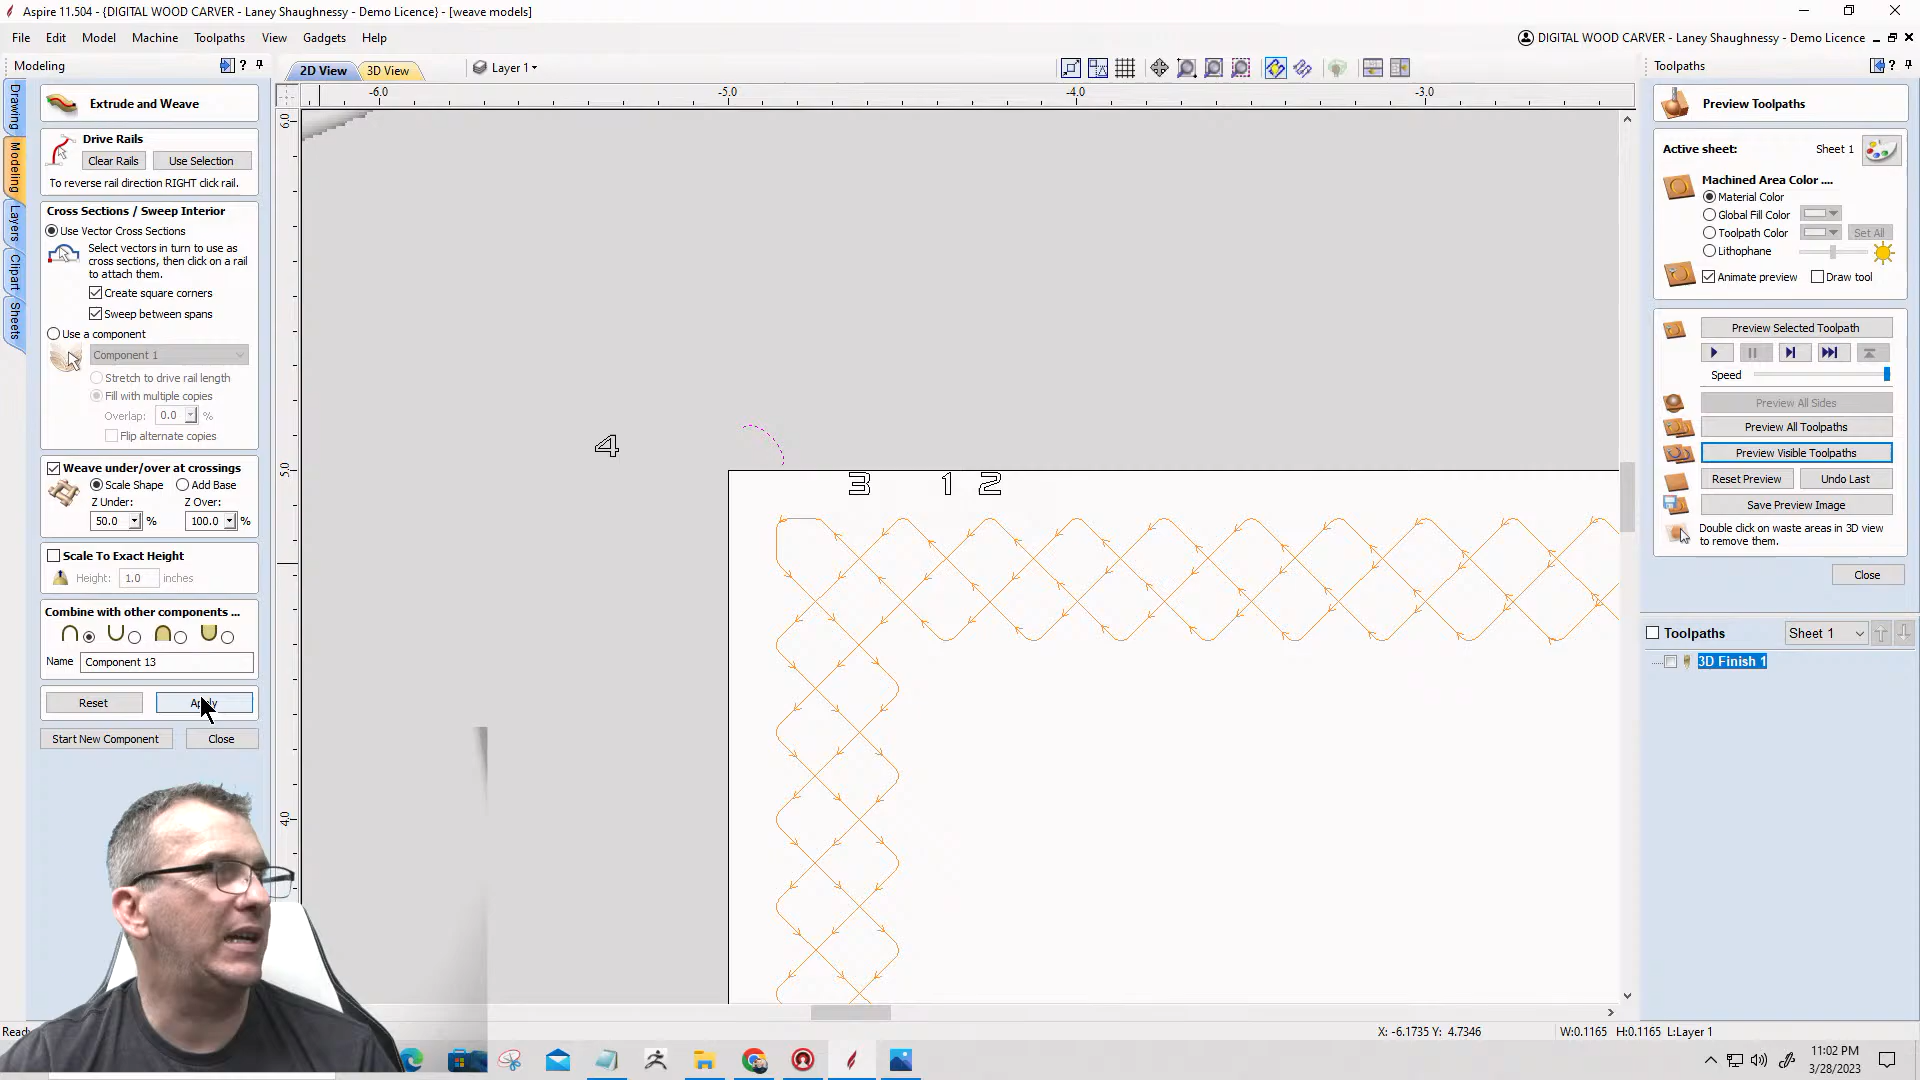 Aspire 11.504 - {DIGITAL WOOD CARVER - Laney Shaughnessy - Demo Licence} - [weave models]
File Edit Model Machine Toolpaths View Gadgets Help
DIGITAL WOOD CARVER - Laney Shaughnessy - Demo Licence
Modeling
2D View
3D View
Layer 1
Toolpaths
Drawing
Modeling
Layers
Clipart
Sheets
Extrude and Weave
Drive Rails
Clear Rails
Use Selection
To reverse rail direction RIGHT click rail.
Cross Sections / Sweep Interior
Use Vector Cross Sections
Select vectors in turn to use as
cross sections, then click on a rail
to attach them.
Create square corners
Sweep between spans
Use a component
Component 1
Stretch to drive rail length
Fill with multiple copies
Overlap: 0.0 %
Flip alternate copies
Weave under/over at crossings
Scale Shape
Add Base
Z Under: Z Over:
50.0 % 100.0 %
Scale To Exact Height
Height: 1.0 inches
Combine with other components ...
Name Component 13
Reset
Start New Component
Close
-6.0 -5.0 -4.0 -3.0
6.0
5.0
4.0
4
3 1 2
Preview Toolpaths
Active sheet: Sheet 1
Machined Area Color ....
Material Color
Global Fill Color
Toolpath Color
Set All
Lithophane
Animate preview
Draw tool
Preview Selected Toolpath
Speed
Preview All Sides
Preview All Toolpaths
Preview Visible Toolpaths
Reset Preview
Undo Last
Save Preview Image
Double click on waste areas in 3D view
to remove them.
Close
Toolpaths
Sheet 1
3D Finish 1
X: -6.1735 Y: 4.7346
W:0.1165 H:0.1165 L:Layer 1
11:02 PM
3/28/2023